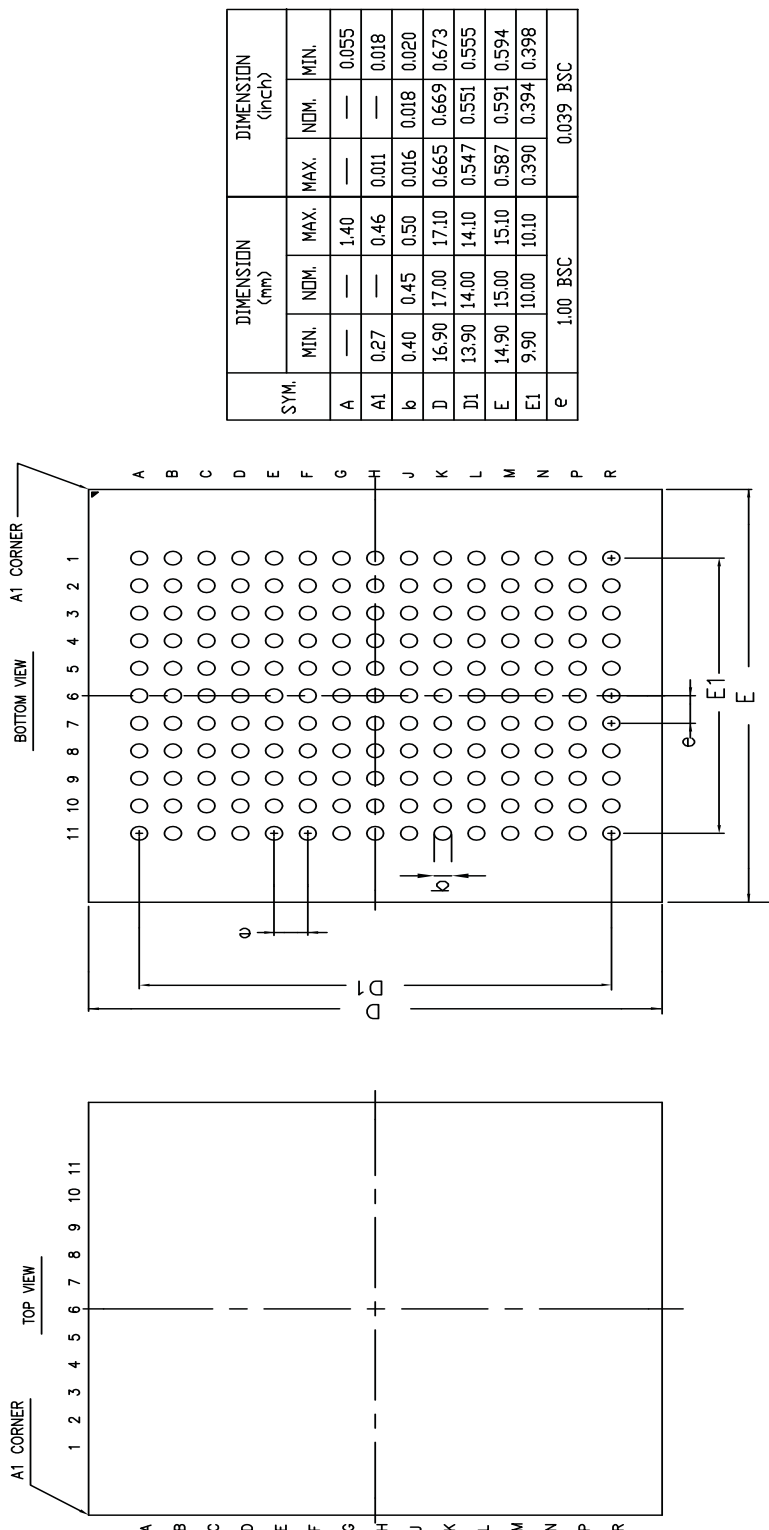 DIMENSION (mm) DIMENSION (inch)
SYM. MIN. NOM. MAX. MAX. NOM. MIN.
A — — 1.40 — — 0.055
A1 0.27 — 0.46 0.011 — 0.018
b 0.40 0.45 0.50 0.016 0.018 0.020
D 16.90 17.00 17.10 0.665 0.669 0.673
D1 13.90 14.00 14.10 0.547 0.551 0.555
E 14.90 15.00 15.10 0.587 0.591 0.594
E1 9.90 10.00 10.10 0.390 0.394 0.398
e 1.00 BSC 0.039 BSC
A1 CORNER
BOTTOM VIEW
11 10 9 8 7 6 5 4 3 2 1
A
B
C
D
E
F
G
H
J
K
L
M
N
P
R
e
b
D1
D
e
E1
E
A1 CORNER
TOP VIEW
1 2 3 4 5 6 7 8 9 10 11
A
B
C
D
E
F
G
H
J
K
L
M
N
P
R